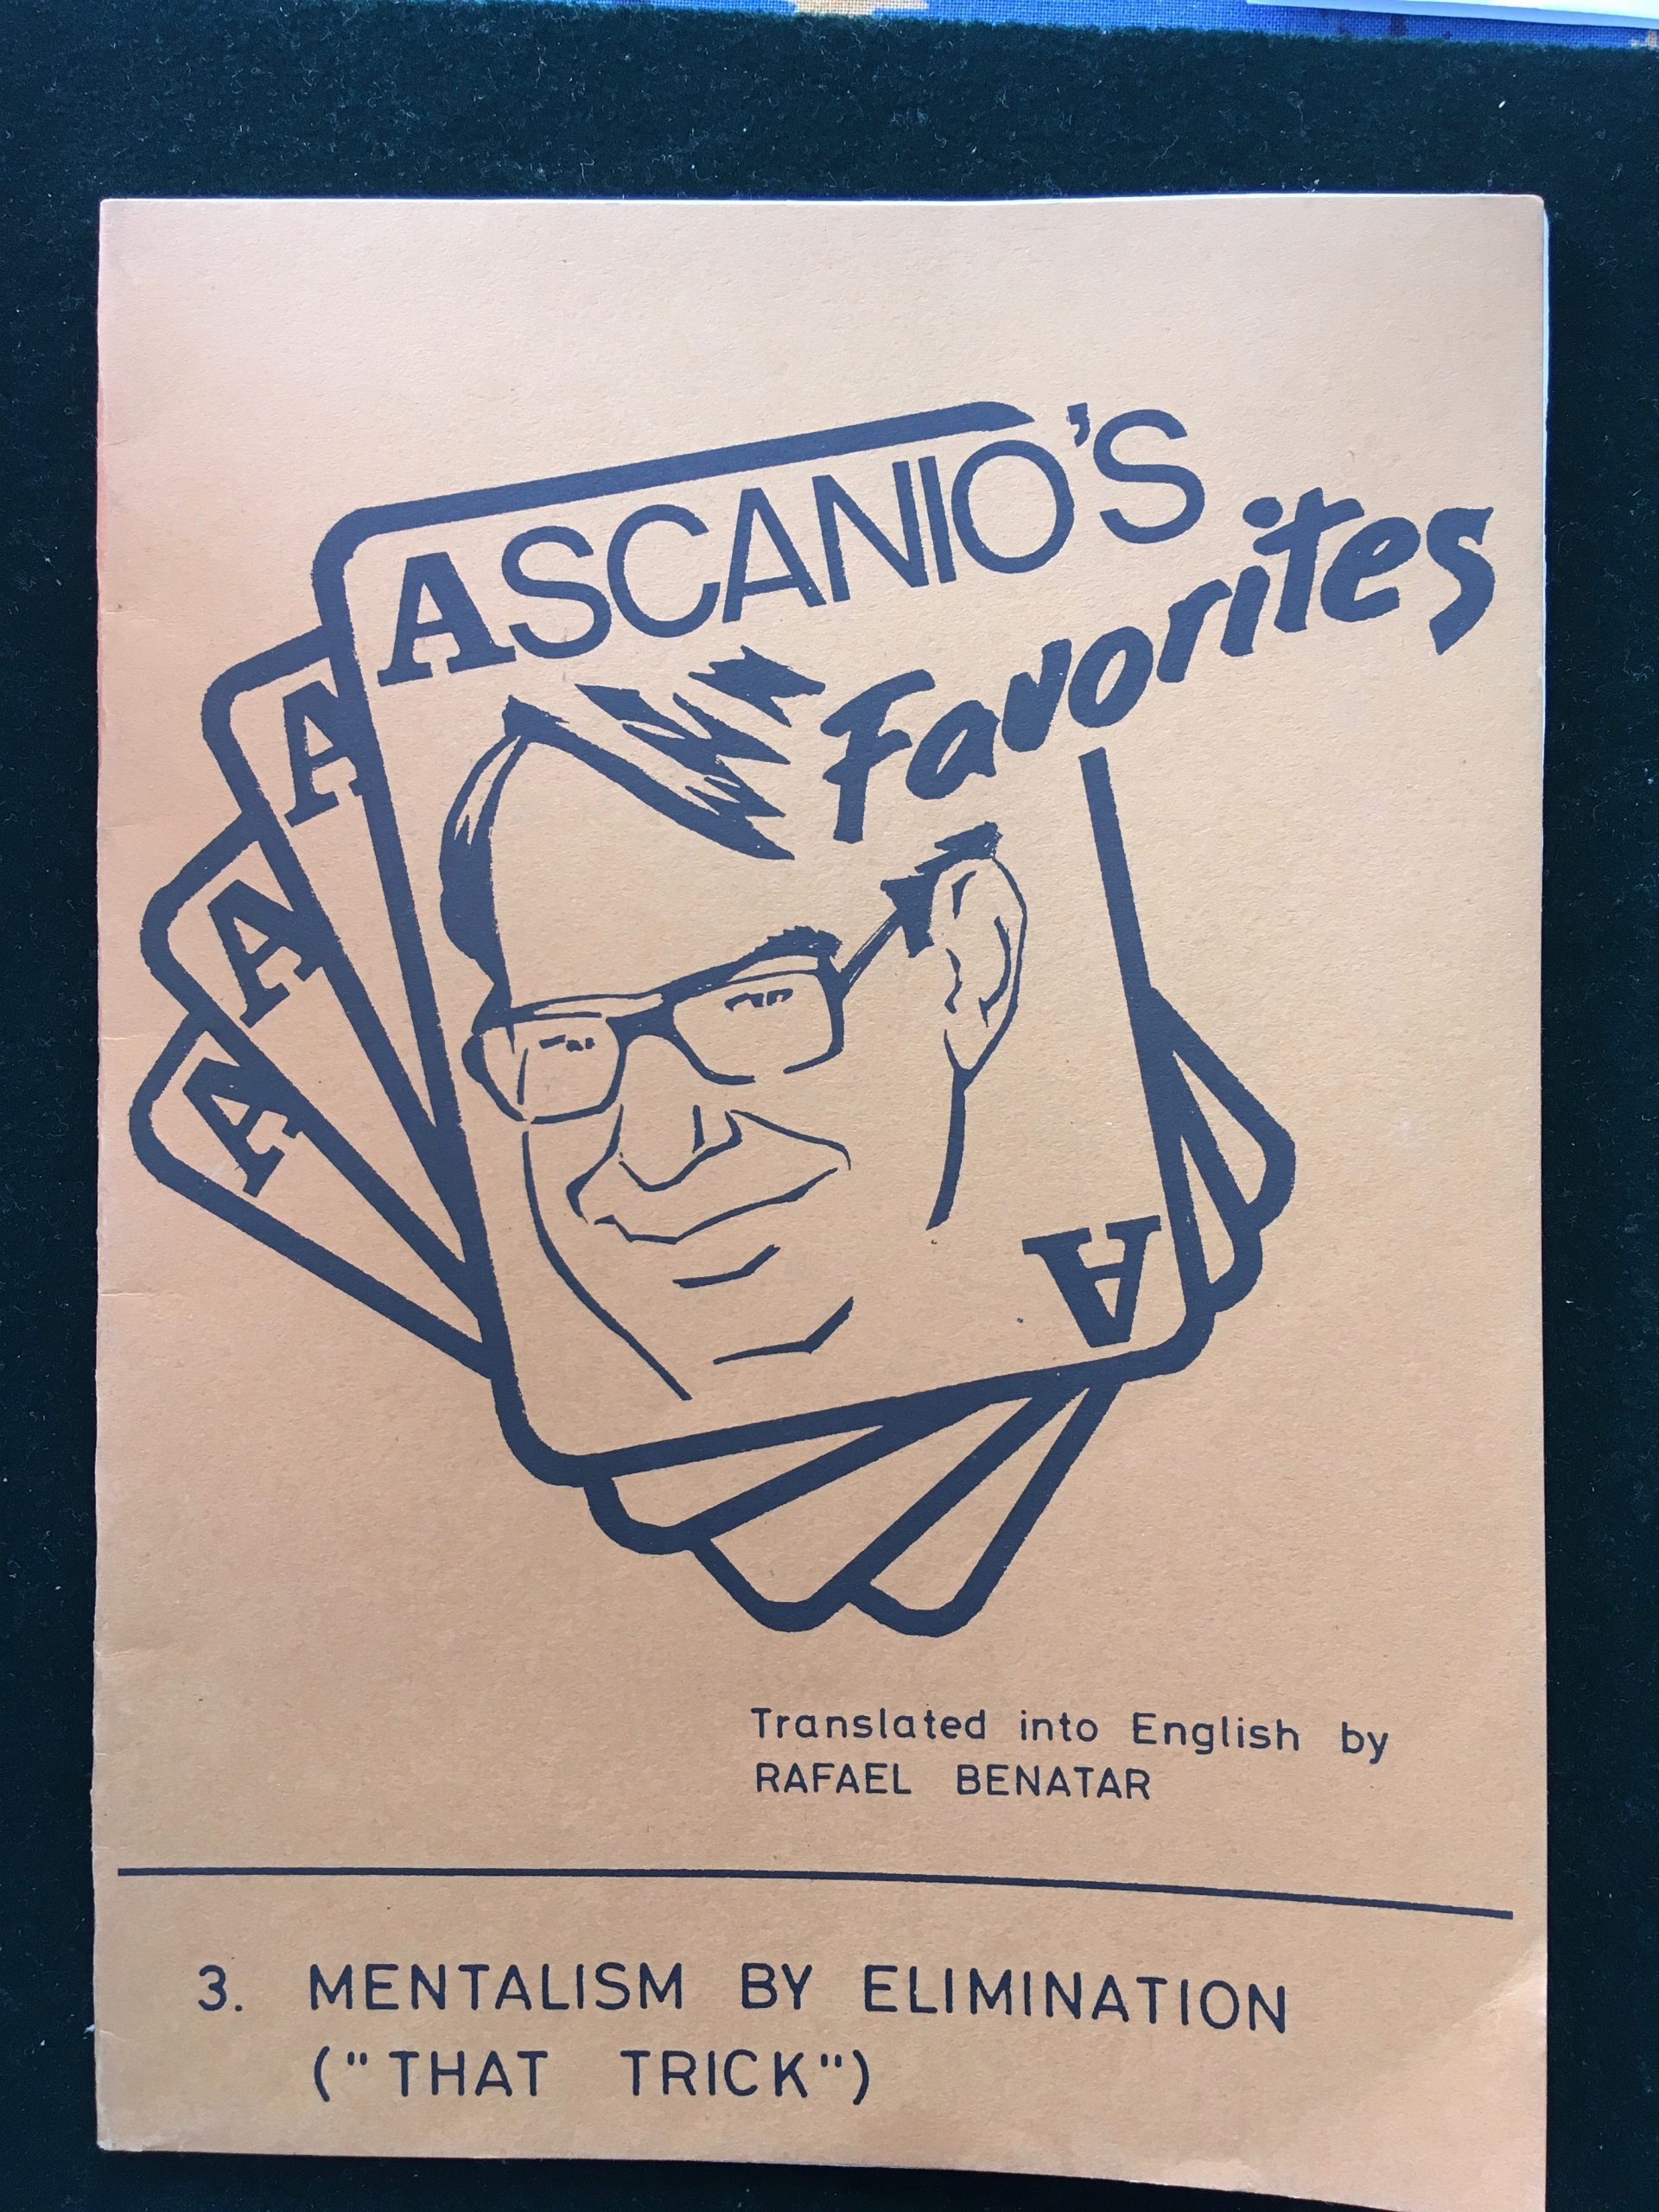 ASCANIO'S
Favorites
A
A
A
A
Translated into English by
RAFAEL BENATAR
3. MENTALISM BY ELIMINATION
("THAT TRICK")